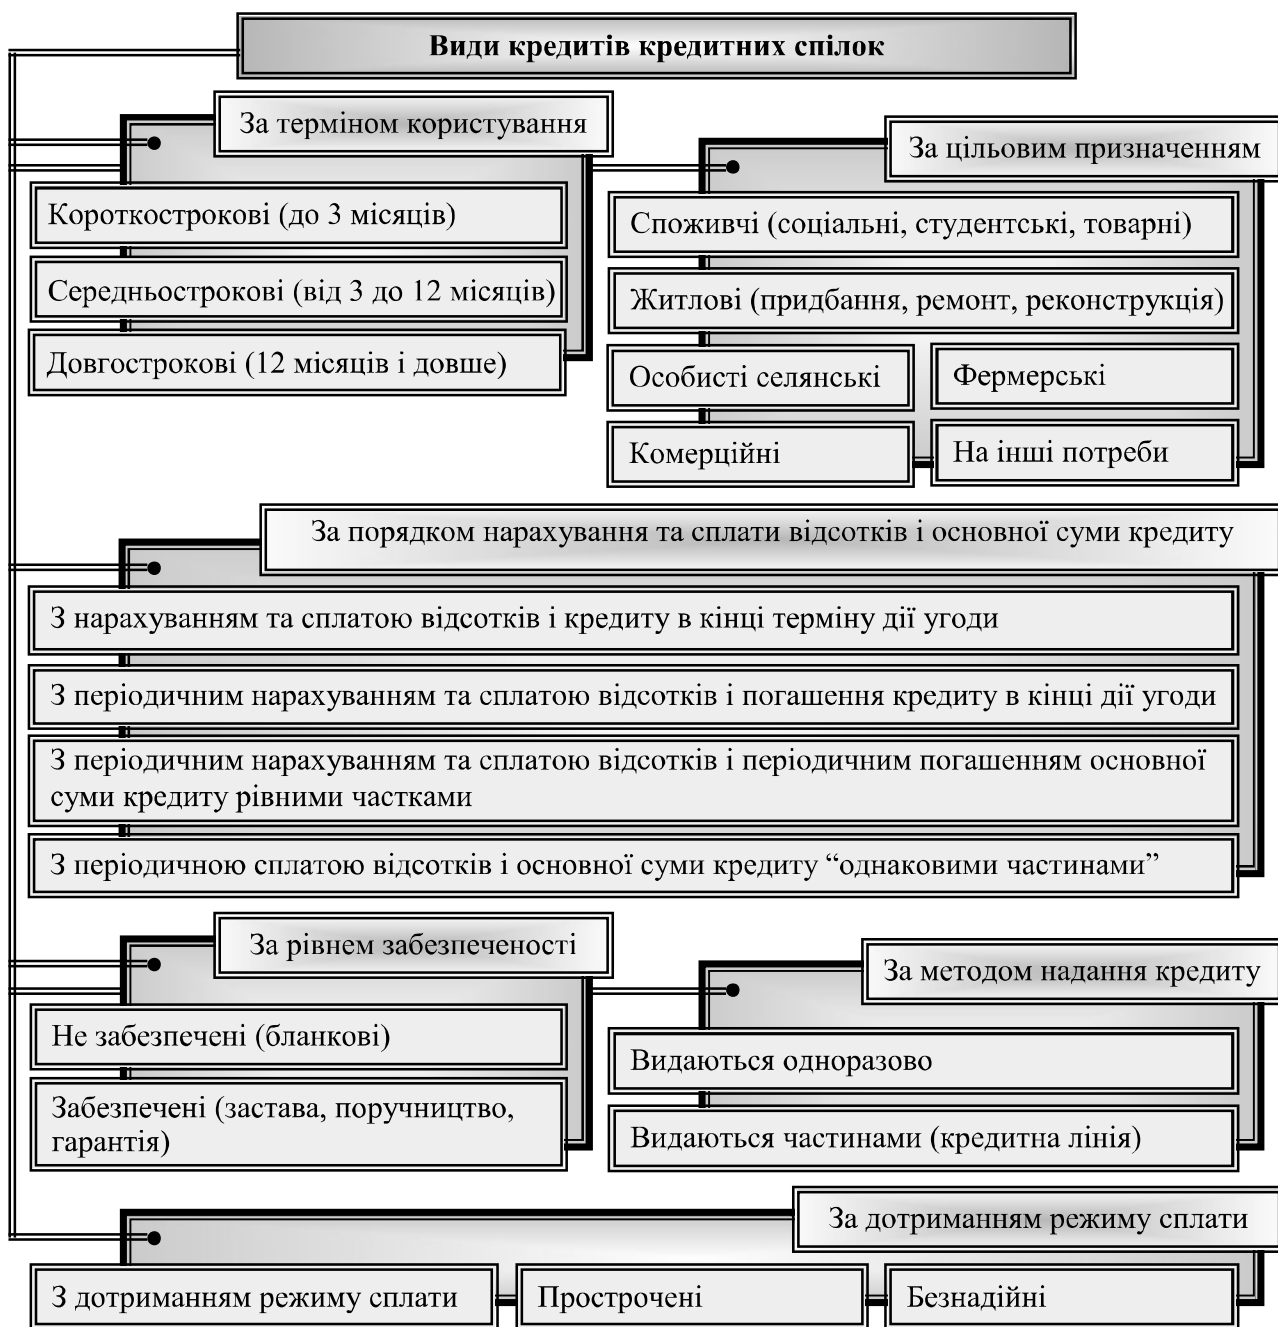 Види кредитів кредитних спілок
За терміном користування
Короткострокові (до 3 місяців)
Середньострокові (від 3 до 12 місяців)
Довгострокові (12 місяців і довше)
За цільовим призначенням
Споживчі (соціальні, студентські, товарні)
Житлові (придбання, ремонт, реконструкція)
Особисті селянські
Фермерські
Комерційні
На інші потреби
За порядком нарахування та сплати відсотків і основної суми кредиту
З нарахуванням та сплатою відсотків і кредиту в кінці терміну дії угоди
З періодичним нарахуванням та сплатою відсотків і погашення кредиту в кінці дії угоди
З періодичним нарахуванням та сплатою відсотків і періодичним погашенням основної
суми кредиту рівними частками
З періодичною сплатою відсотків і основної суми кредиту “однаковими частинами”
За рівнем забезпеченості
Не забезпечені (бланкові)
Забезпечені (застава, поручництво,
гарантія)
За методом надання кредиту
Видаються одноразово
Видаються частинами (кредитна лінія)
За дотриманням режиму сплати
З дотриманням режиму сплати
Прострочені
Безнадійні